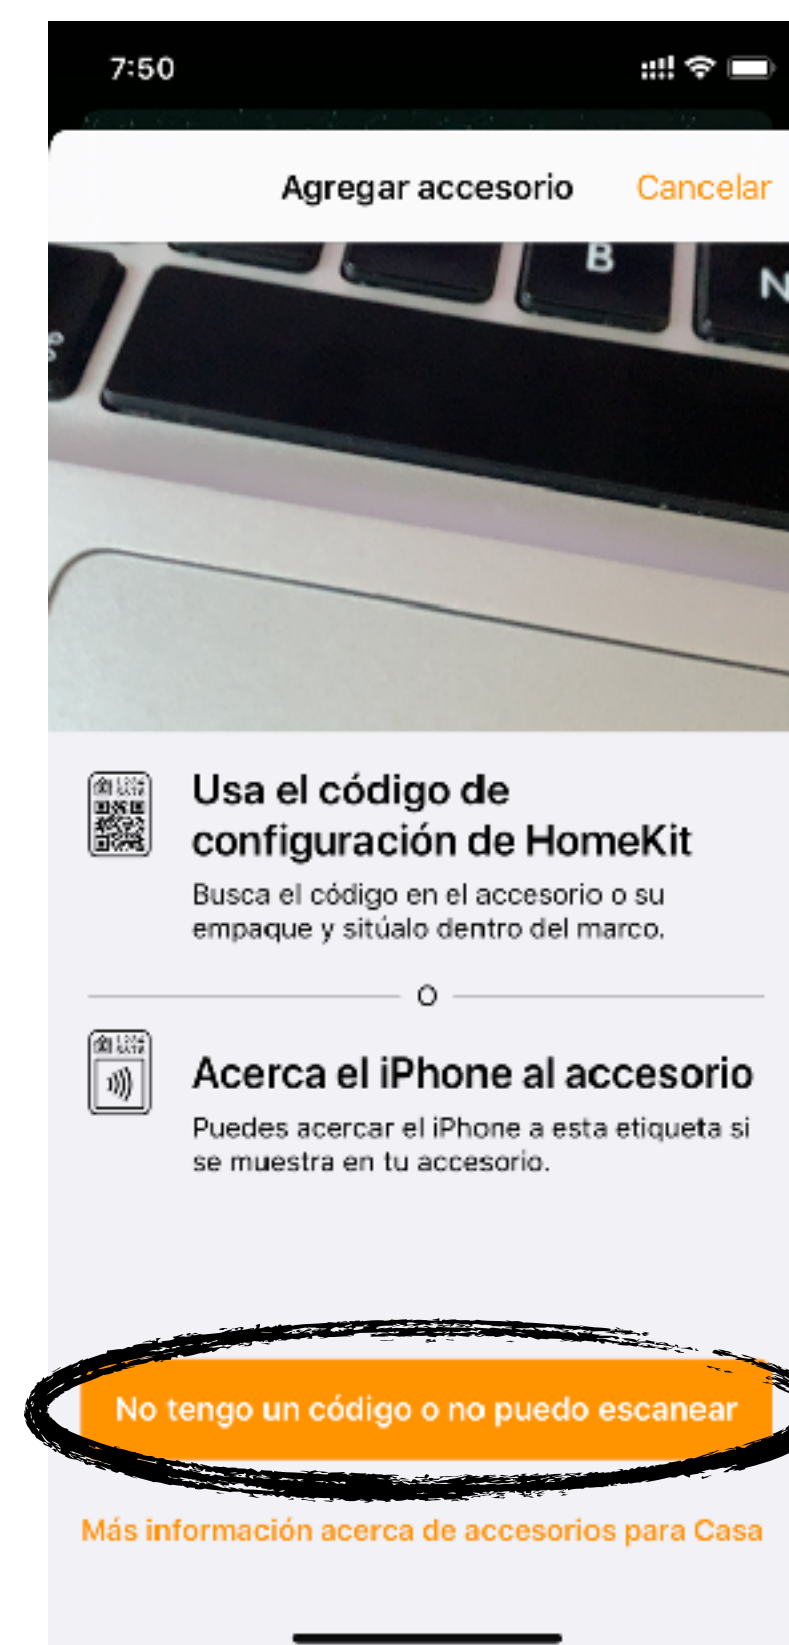 7:50
Agregar accesorio
Cancelar
B
N
Usa el código de
configuración de HomeKit
Busca el código en el accesorio o su
empaque y sitúalo dentro del marco.
O
Acerca el iPhone al accesorio
Puedes acercar el iPhone a esta etiqueta si
se muestra en tu accesorio.
No tengo un código o no puedo escanear
Más información acerca de accesorios para Casa